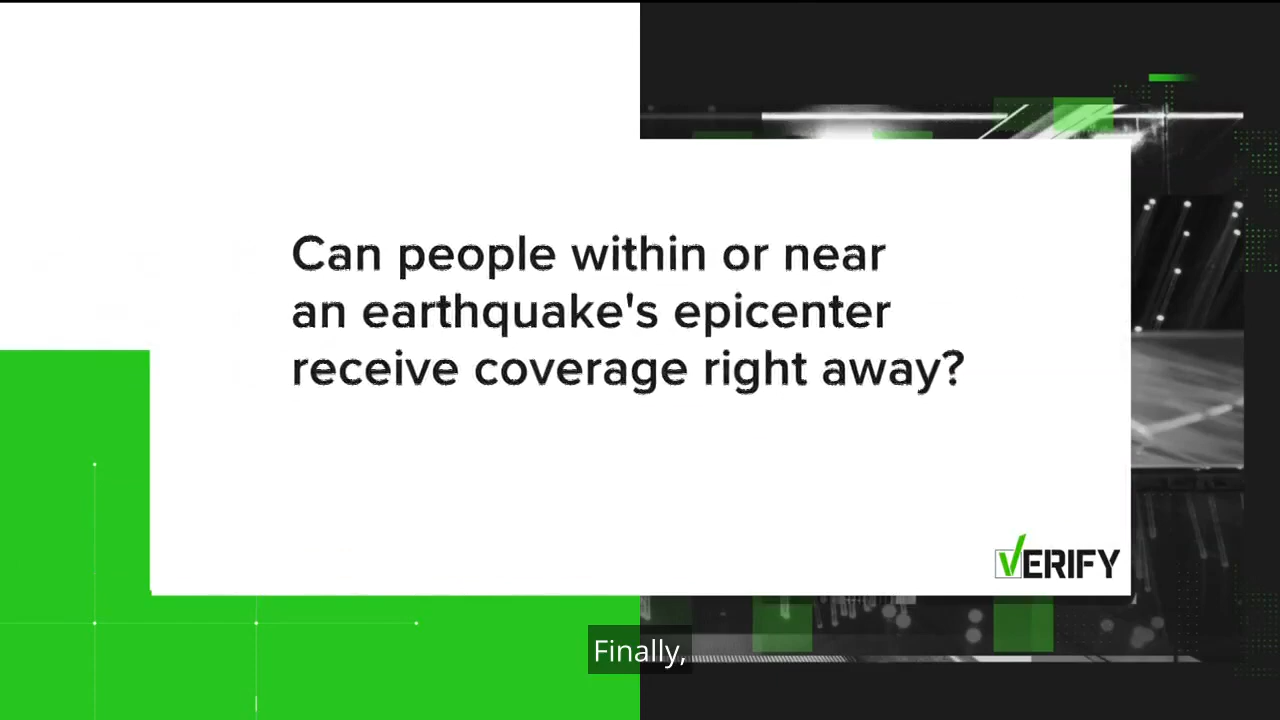 Can people within or near
an earthquake's epicenter
receive coverage right away?
VERIFY
Finally,